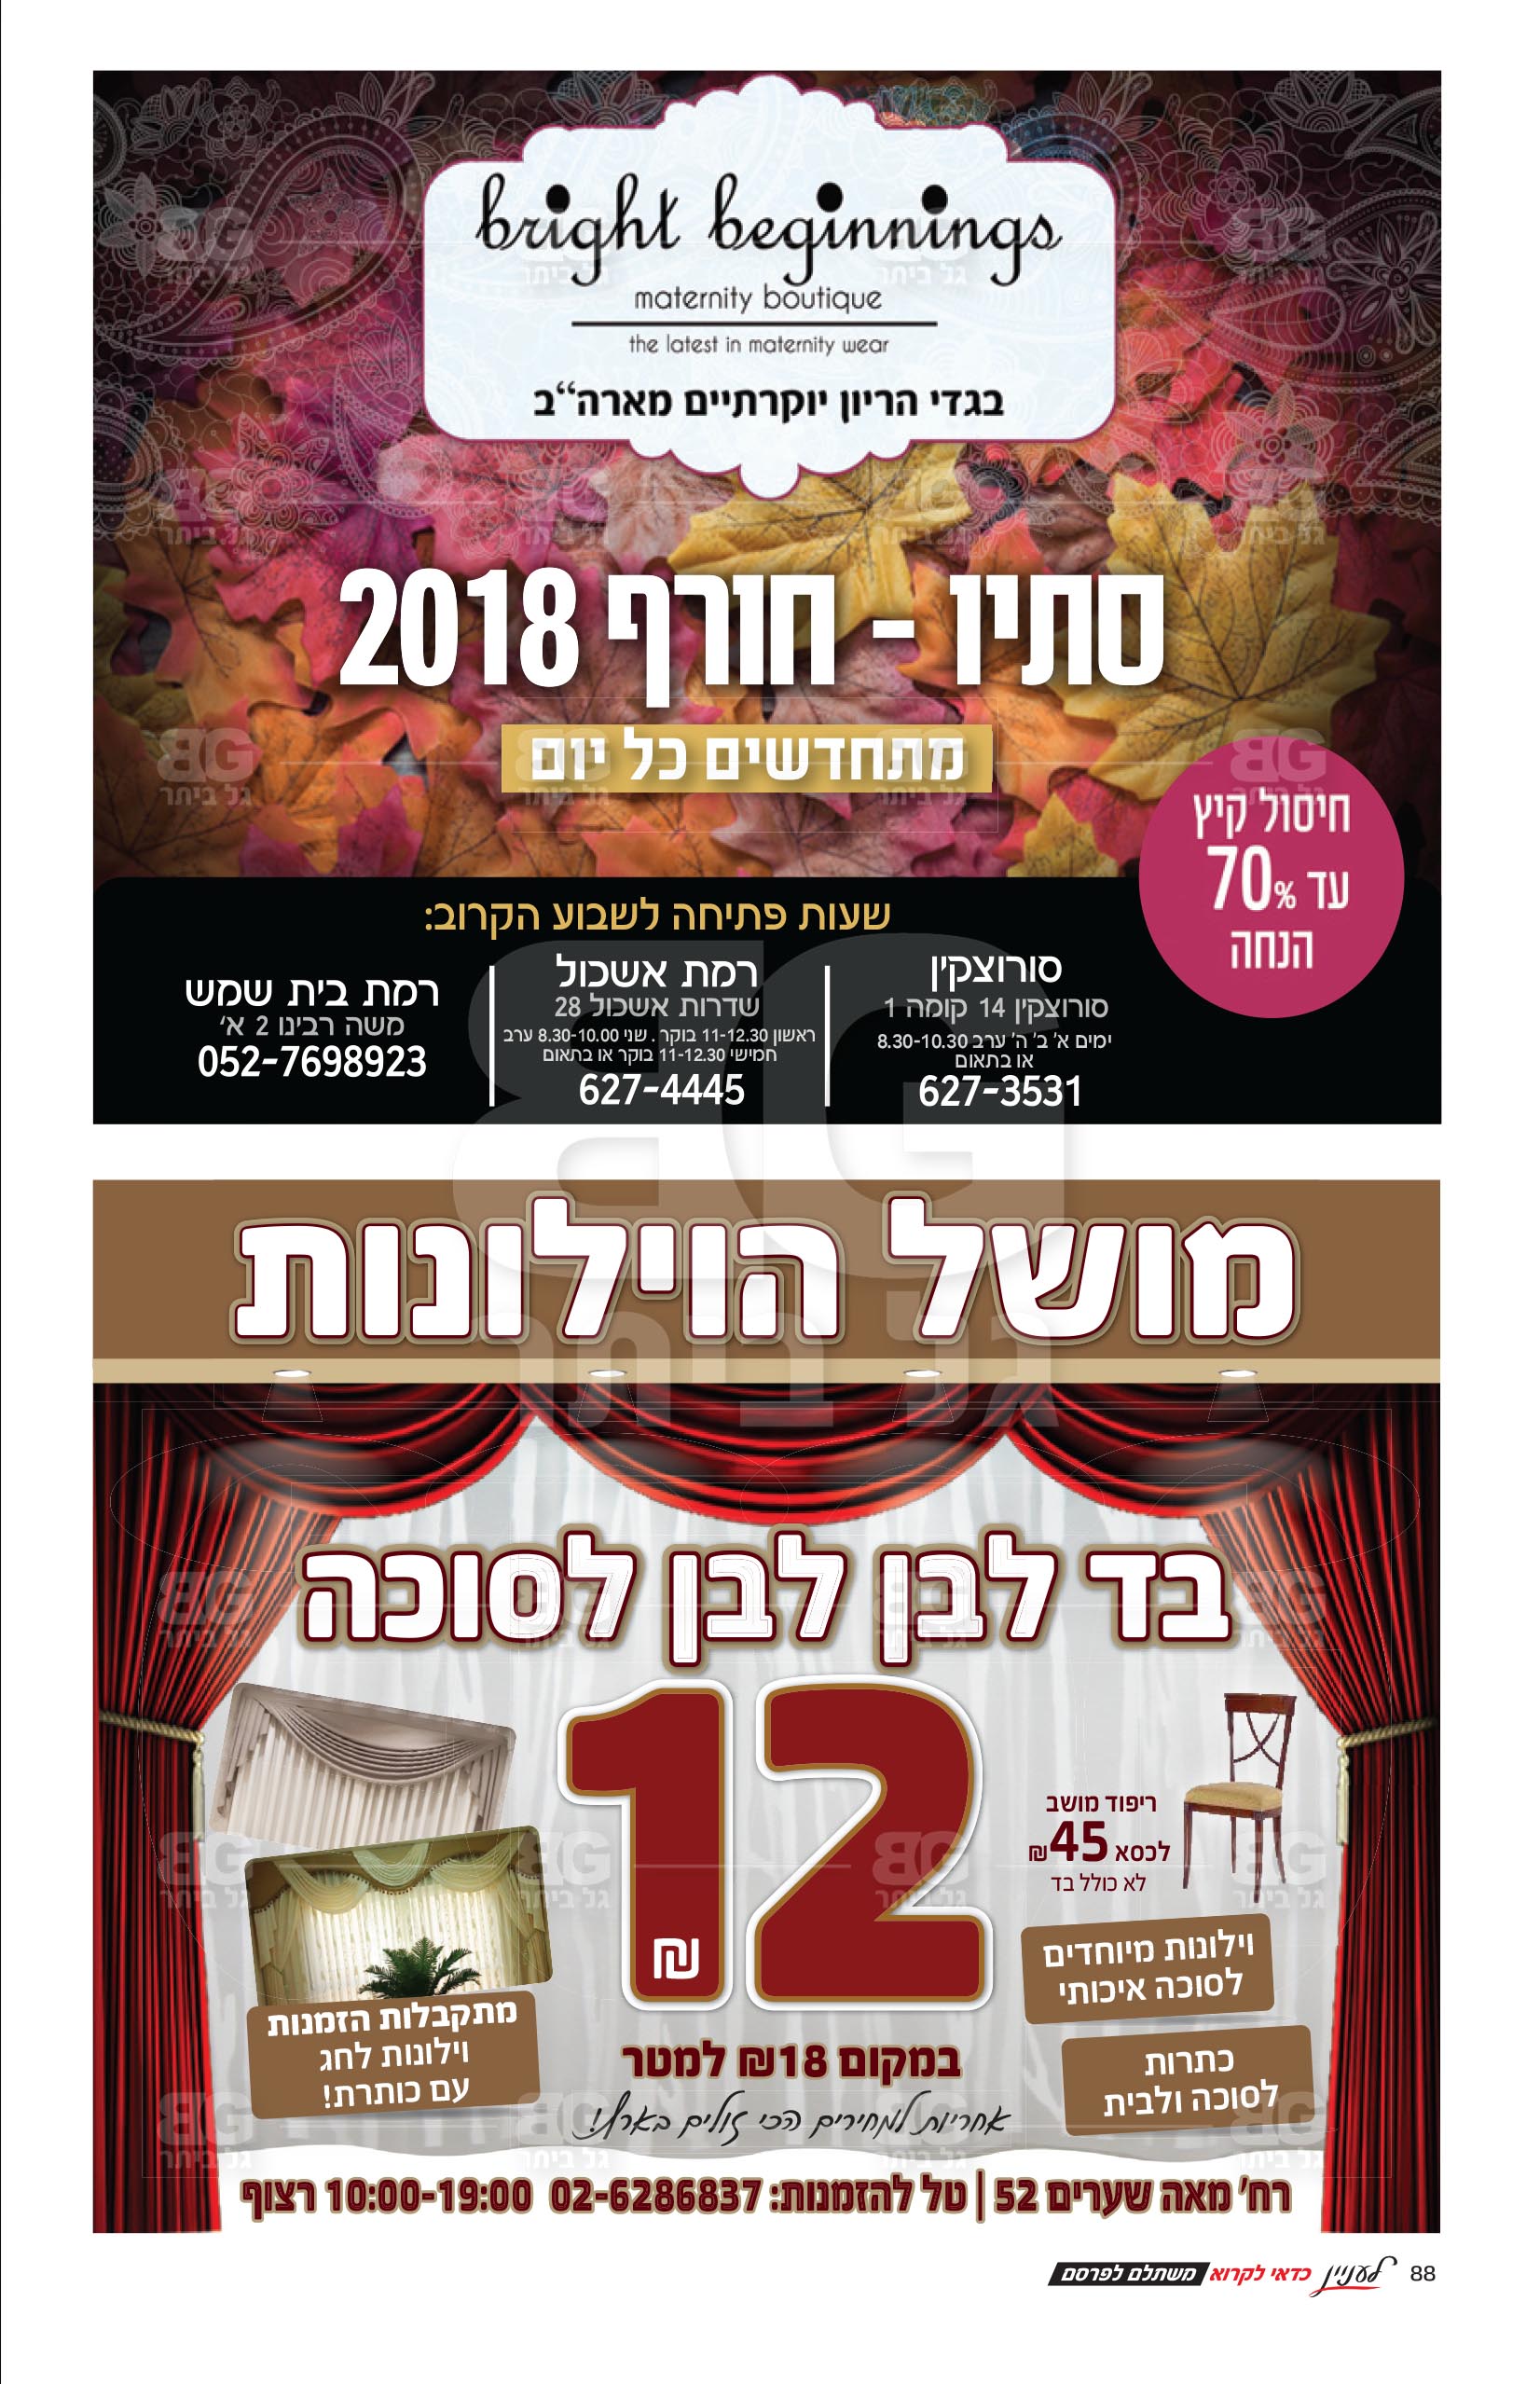 bright beginnings
maternity boutique
the latest in maternity wear
בגדי הריון יוקרתיים מארה“ב
סתיו - חורף 2018
מתחדשים כל יום
חיסול קיץ
עד 70%
הנחה
שעות פתיחה לשבוע הקרוב:
סורוצקין
סורוצקין 14 קומה 1
ימים א' ב' ה' ערב 8.30-10.30
או בתאום
627-3531
רמת אשכול
שדרות אשכול 28
ראשון 11-12.30 בוקר . שני 8.30-10.00 ערב
חמישי 11-12.30 בוקר או בתאום
627-4445
רמת בית שמש
משה רבינו 2 א'
052-7698923
מושל הוילונות
בד לבן לבן לסוכה
12 ₪
ריפוד מושב
לכסא 45₪
לא כולל בד
וילונות מיוחדים
לסוכה איכותי
כתרות
לסוכה ולבית
מתקבלות הזמנות
וילונות לחג
עם כותרת!
במקום 18₪ למטר
אחריות למחירים הכי זולים בארץ!
רח' מאה שערים 52 | טל להזמנות: 02-6286837 10:00-19:00 רצוף
88 לעניין כדאי לקרוא משתלם לפרסם
BG
גל ביתר